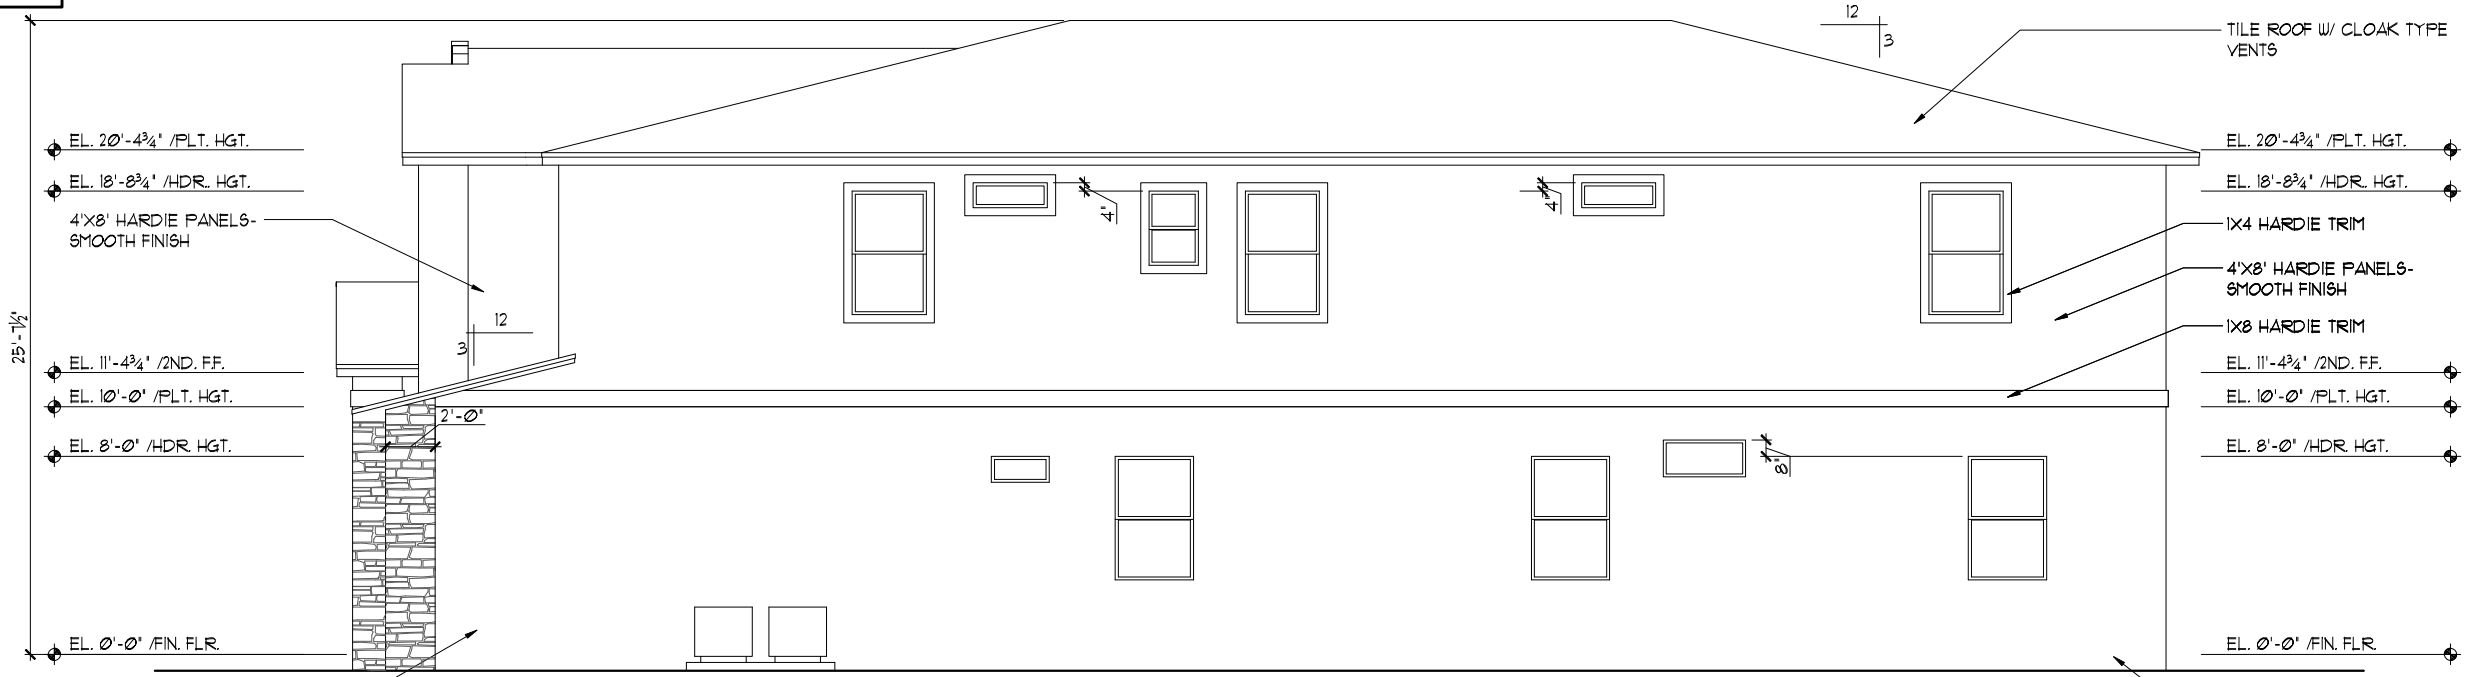 12
3
TILE ROOF W/ CLOAK TYPE
VENTS
EL. 20'-4¾" /PLT. HGT.
EL. 20'-4¾" /PLT. HGT.
EL. 18'-8¾" /HDR. HGT.
EL. 18'-8¾" /HDR. HGT.
4"
4"
4'X8' HARDIE PANELS-
SMOOTH FINISH
1X4 HARDIE TRIM
4'X8' HARDIE PANELS-
SMOOTH FINISH
12
3
1X8 HARDIE TRIM
25'-7½"
EL. 11'-4¾" /2ND. F.F.
EL. 11'-4¾" /2ND. F.F.
EL. 10'-0" /PLT. HGT.
EL. 10'-0" /PLT. HGT.
2'-0"
EL. 8'-0" /HDR. HGT.
EL. 8'-0" /HDR. HGT.
8"
EL. 0'-0" /FIN. FLR.
EL. 0'-0" /FIN. FLR.